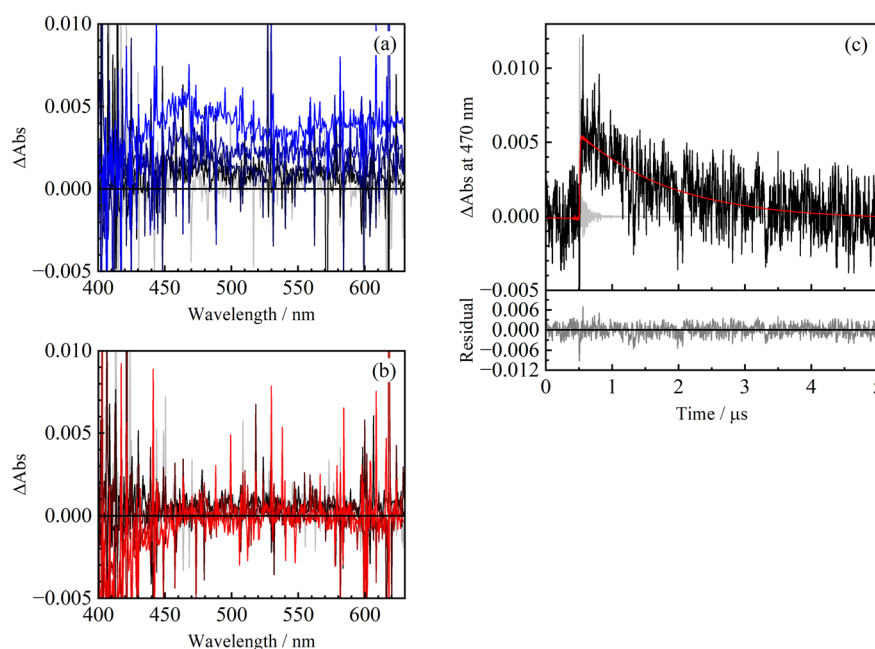 0.010
0.005
0.000
−0.005
ΔAbs
(a)
400 450 500 550 600
Wavelength / nm
0.010
0.005
0.000
−0.005
ΔAbs
(b)
400 450 500 550 600
Wavelength / nm
(c)
0.010
0.005
0.000
−0.005
ΔAbs at 470 nm
0.006
0.000
−0.006
−0.012
Residual
0 1 2 3 4 5
Time / μs